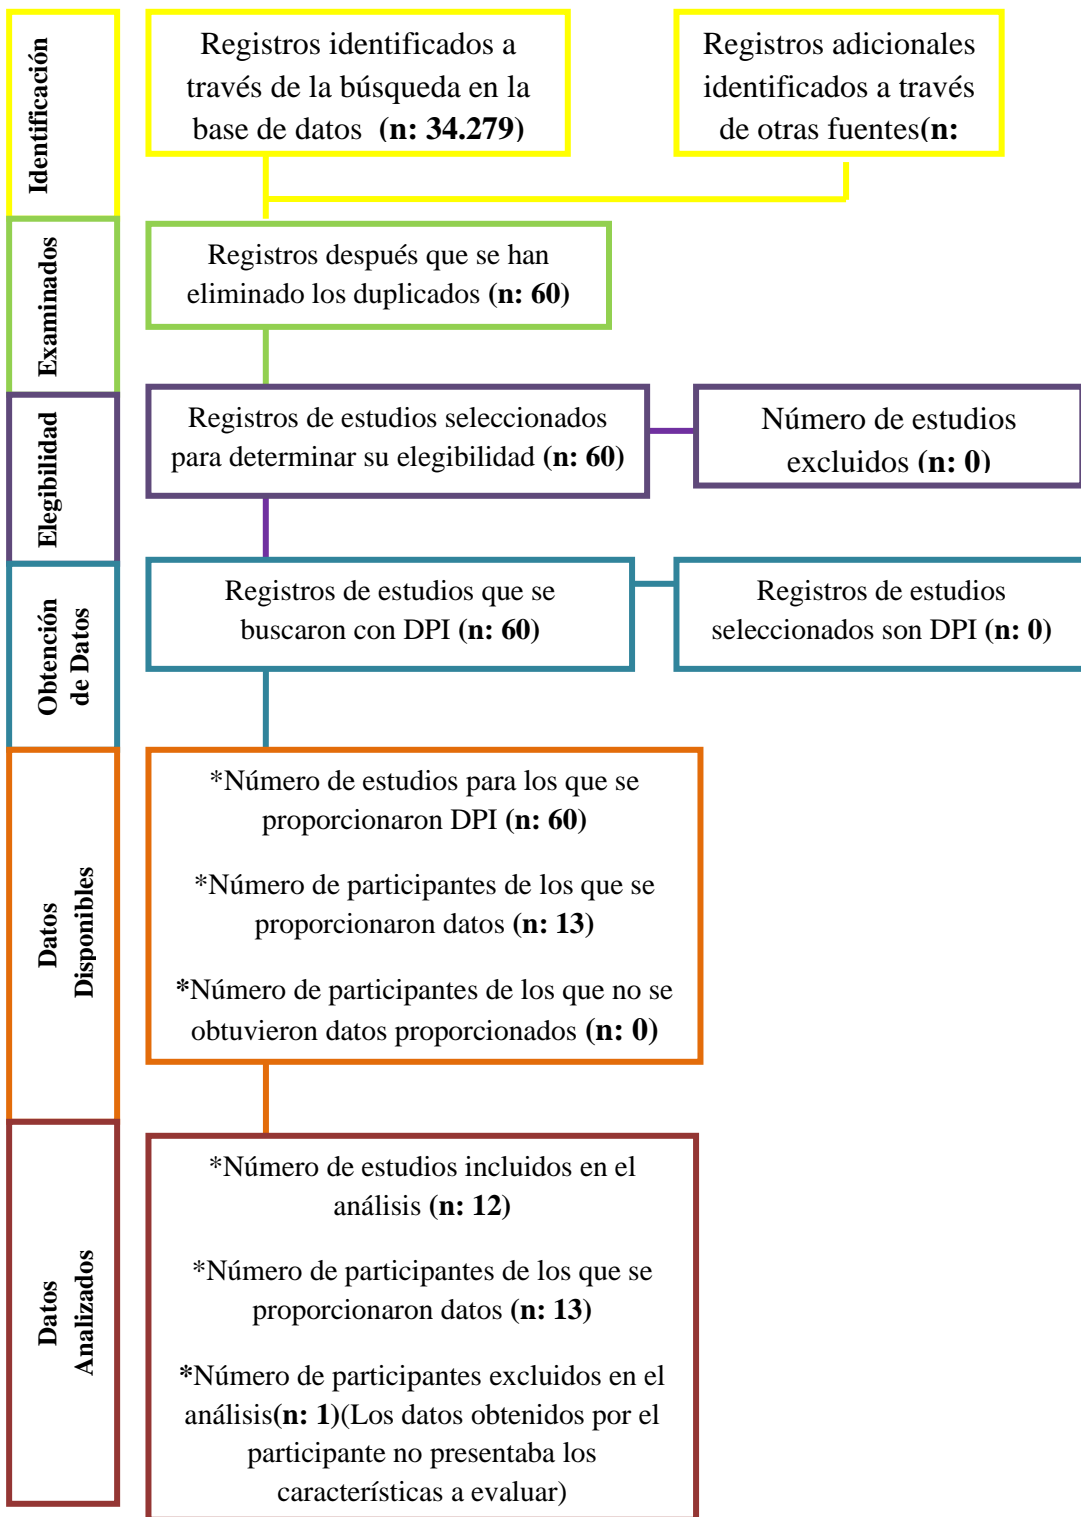 Identificación
Registros identificados a
través de la búsqueda en la
base de datos (n: 34.279)
Registros adicionales
identificados a través
de otras fuentes(n:
Examinados
Registros después que se han
eliminado los duplicados (n: 60)
Elegibilidad
Registros de estudios seleccionados
para determinar su elegibilidad (n: 60)
Número de estudios
excluidos (n: 0)
Obtención
de Datos
Registros de estudios que se
buscaron con DPI (n: 60)
Registros de estudios
seleccionados son DPI (n: 0)
Datos
Disponibles
*Número de estudios para los que se
proporcionaron DPI (n: 60)
*Número de participantes de los que se
proporcionaron datos (n: 13)
*Número de participantes de los que no se
obtuvieron datos proporcionados (n: 0)
Datos
Analizados
*Número de estudios incluidos en el
análisis (n: 12)
*Número de participantes de los que se
proporcionaron datos (n: 13)
*Número de participantes excluidos en el
análisis(n: 1)(Los datos obtenidos por el
participante no presentaba los
características a evaluar)